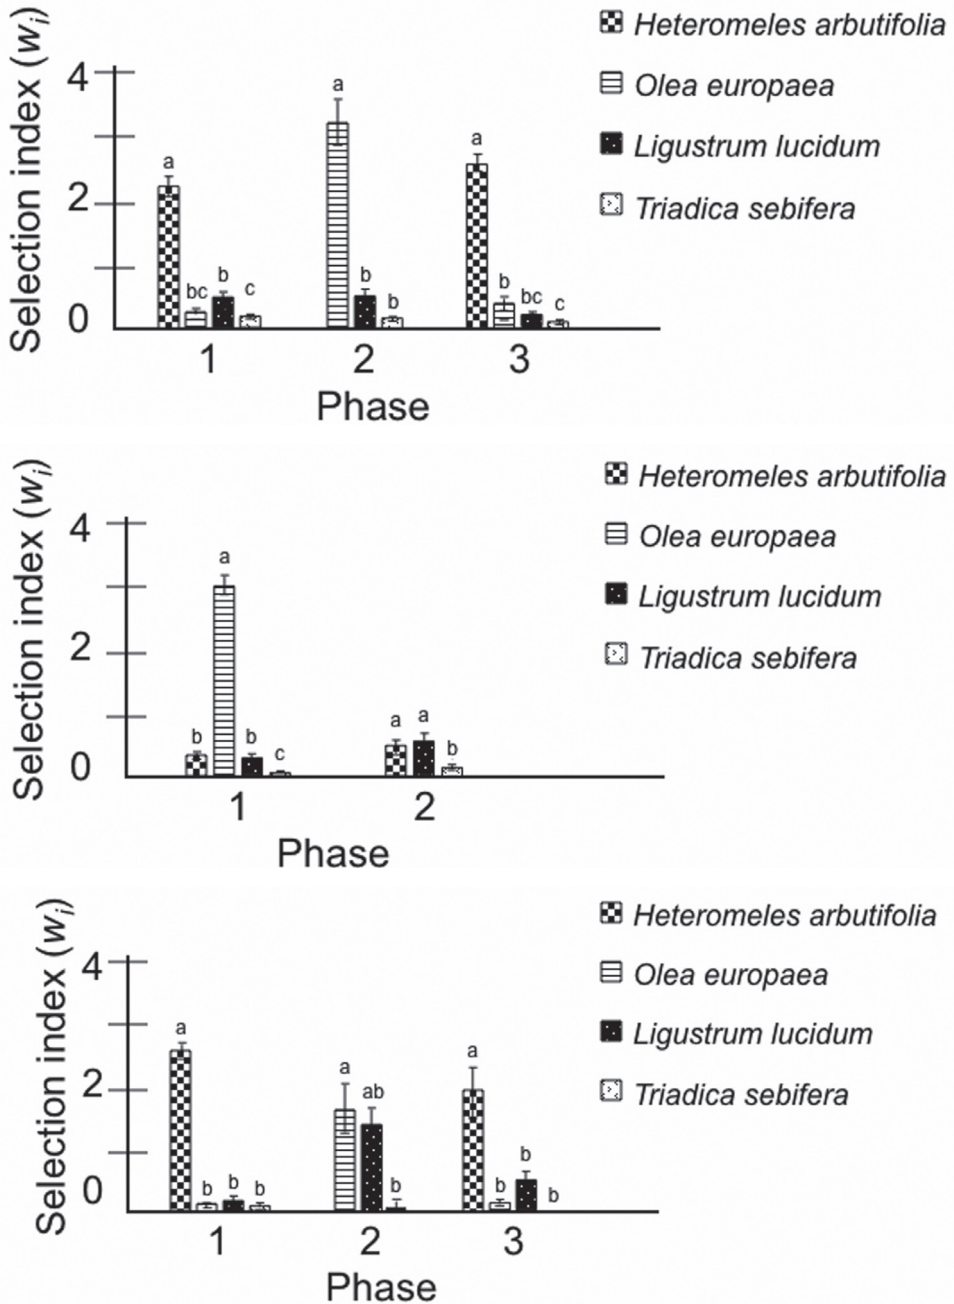 Selection index (wi)
4
2
0
a
bc
b
c
a
b
b
a
b
bc
c
1
2
3
Phase
Heteromeles arbutifolia
Olea europaea
Ligustrum lucidum
Triadica sebifera
Selection index (wi)
4
2
0
b
a
b
c
a
a
b
1
2
Phase
Heteromeles arbutifolia
Olea europaea
Ligustrum lucidum
Triadica sebifera
Selection index (wi)
4
2
0
a
b
b
b
a
ab
b
a
b
b
b
1
2
3
Phase
Heteromeles arbutifolia
Olea europaea
Ligustrum lucidum
Triadica sebifera